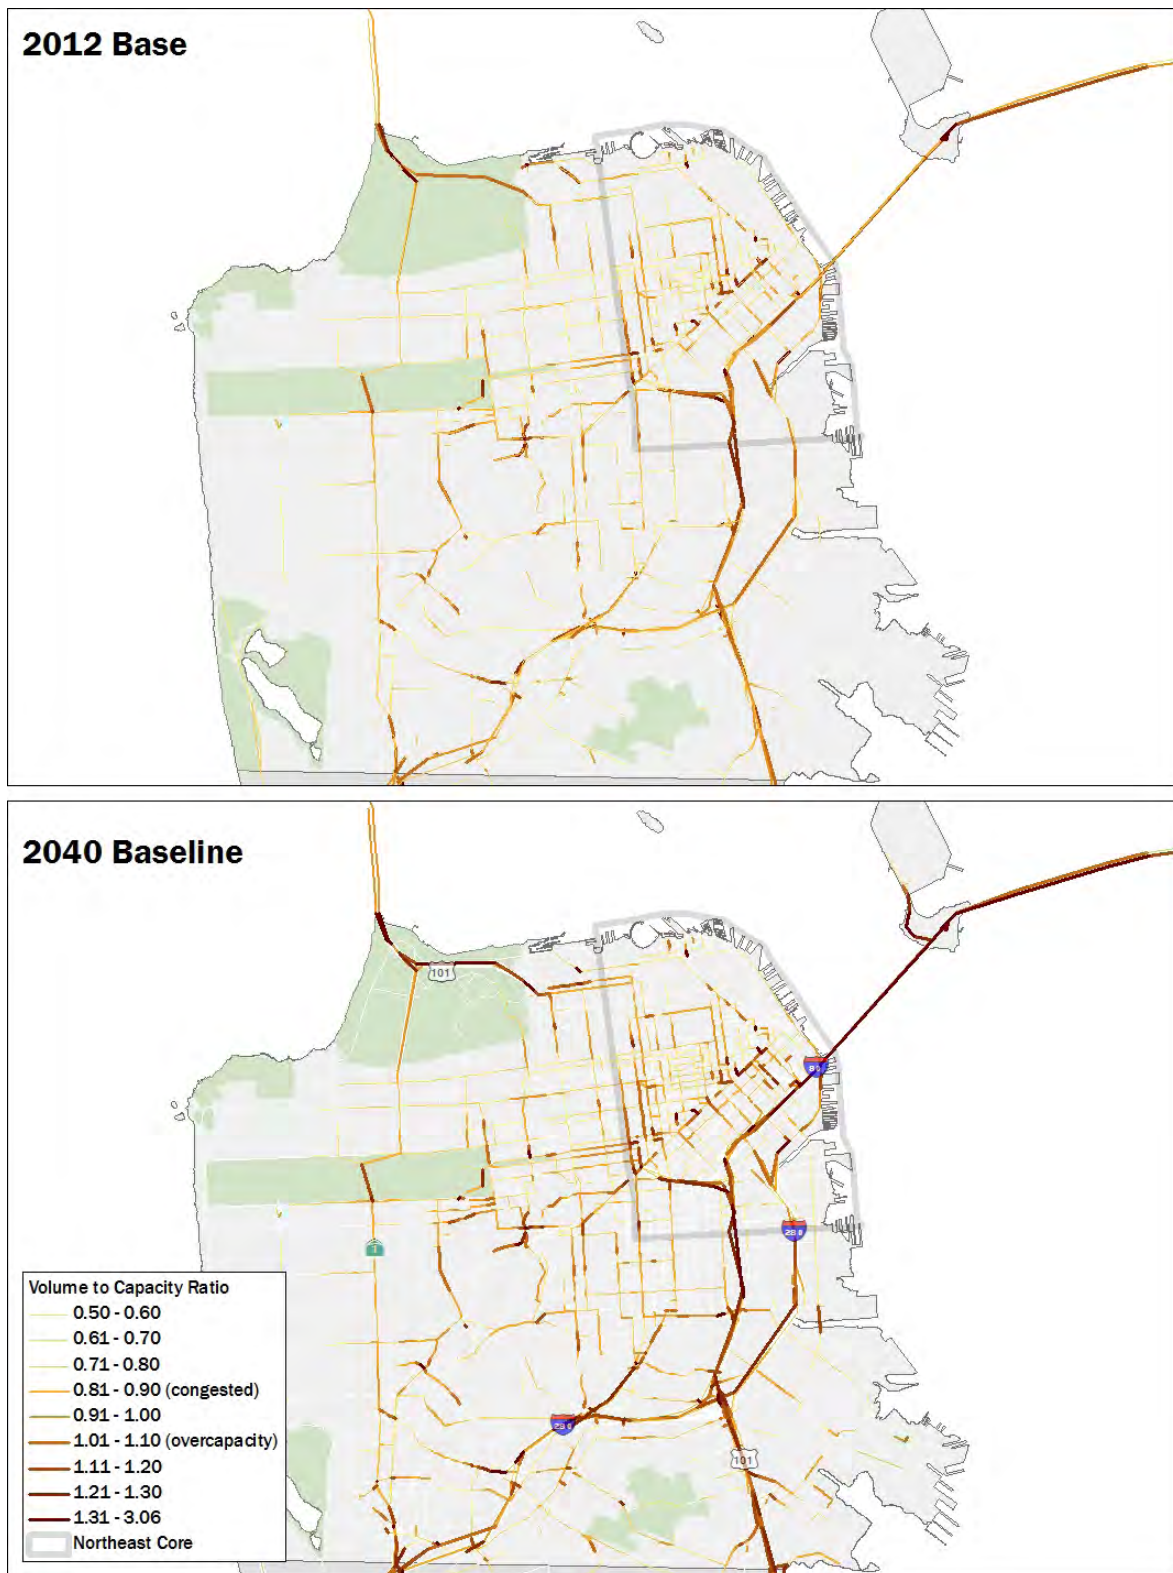 2012 Base
2040 Baseline
101
80
280
1
280
101
Volume to Capacity Ratio
0.50 - 0.60
0.61 - 0.70
0.71 - 0.80
0.81 - 0.90 (congested)
0.91 - 1.00
1.01 - 1.10 (overcapacity)
1.11 - 1.20
1.21 - 1.30
1.31 - 3.06
Northeast Core